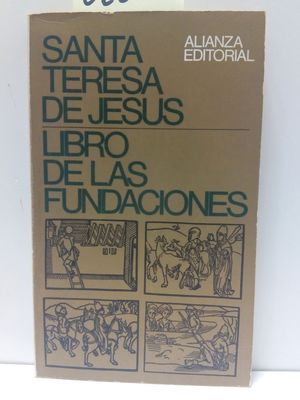 SANTA
TERESA
DE JESUS
ALIANZA
EDITORIAL
LIBRO
DE LAS
FUNDACIONES